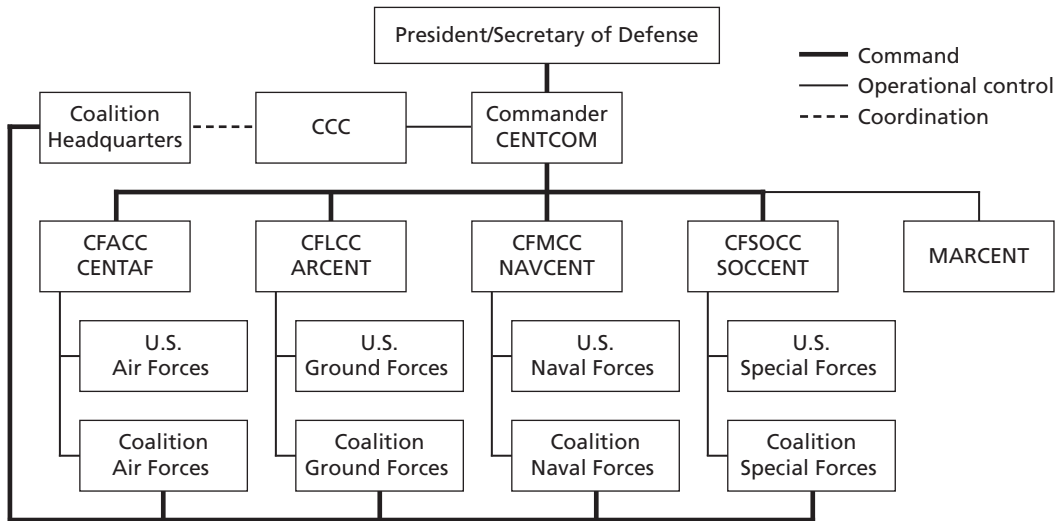 President/Secretary of Defense
Command
Operational control
Coordination
Coalition
Headquarters
CCC
Commander
CENTCOM
CFACC
CENTAF
CFLCC
ARCENT
CFMCC
NAVCENT
CFSOCC
SOCCENT
MARCENT
U.S.
Air Forces
U.S.
Ground Forces
U.S.
Naval Forces
U.S.
Special Forces
Coalition
Air Forces
Coalition
Ground Forces
Coalition
Naval Forces
Coalition
Special Forces